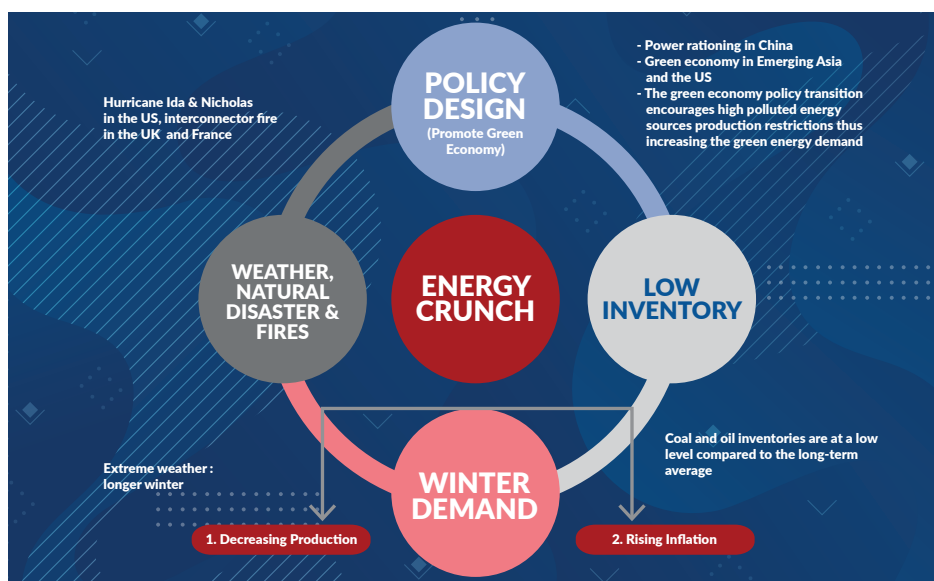 POLICY
DESIGN
(Promote Green
Economy)
- Power rationing in China
- Green economy in Emerging Asia
and the US
- The green economy policy transition
encourages high polluted energy
sources production restrictions thus
increasing the green energy demand
Hurricane Ida & Nicholas
in the US, interconnector fire
in the UK and France
WEATHER,
NATURAL
DISASTER &
FIRES
ENERGY
CRUNCH
LOW
INVENTORY
Coal and oil inventories are at a low
level compared to the long-term
average
Extreme weather :
longer winter
WINTER
DEMAND
1. Decreasing Production
2. Rising Inflation